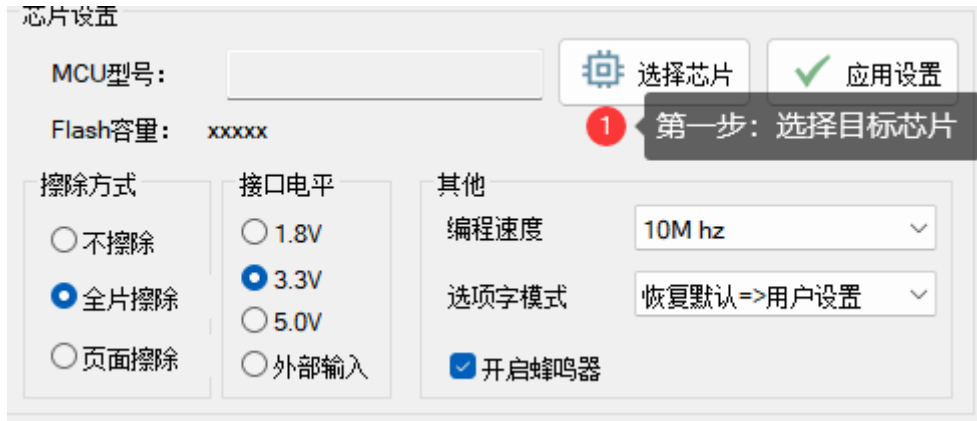 芯片设置
MCU型号：
选择芯片
应用设置
Flash容量： xxxxx
1 第一步：选择目标芯片
擦除方式
不擦除
全片擦除
页面擦除
接口电平
1.8V
3.3V
5.0V
外部输入
其他
编程速度 10M hz
选项字模式 恢复默认=>用户设置
开启蜂鸣器